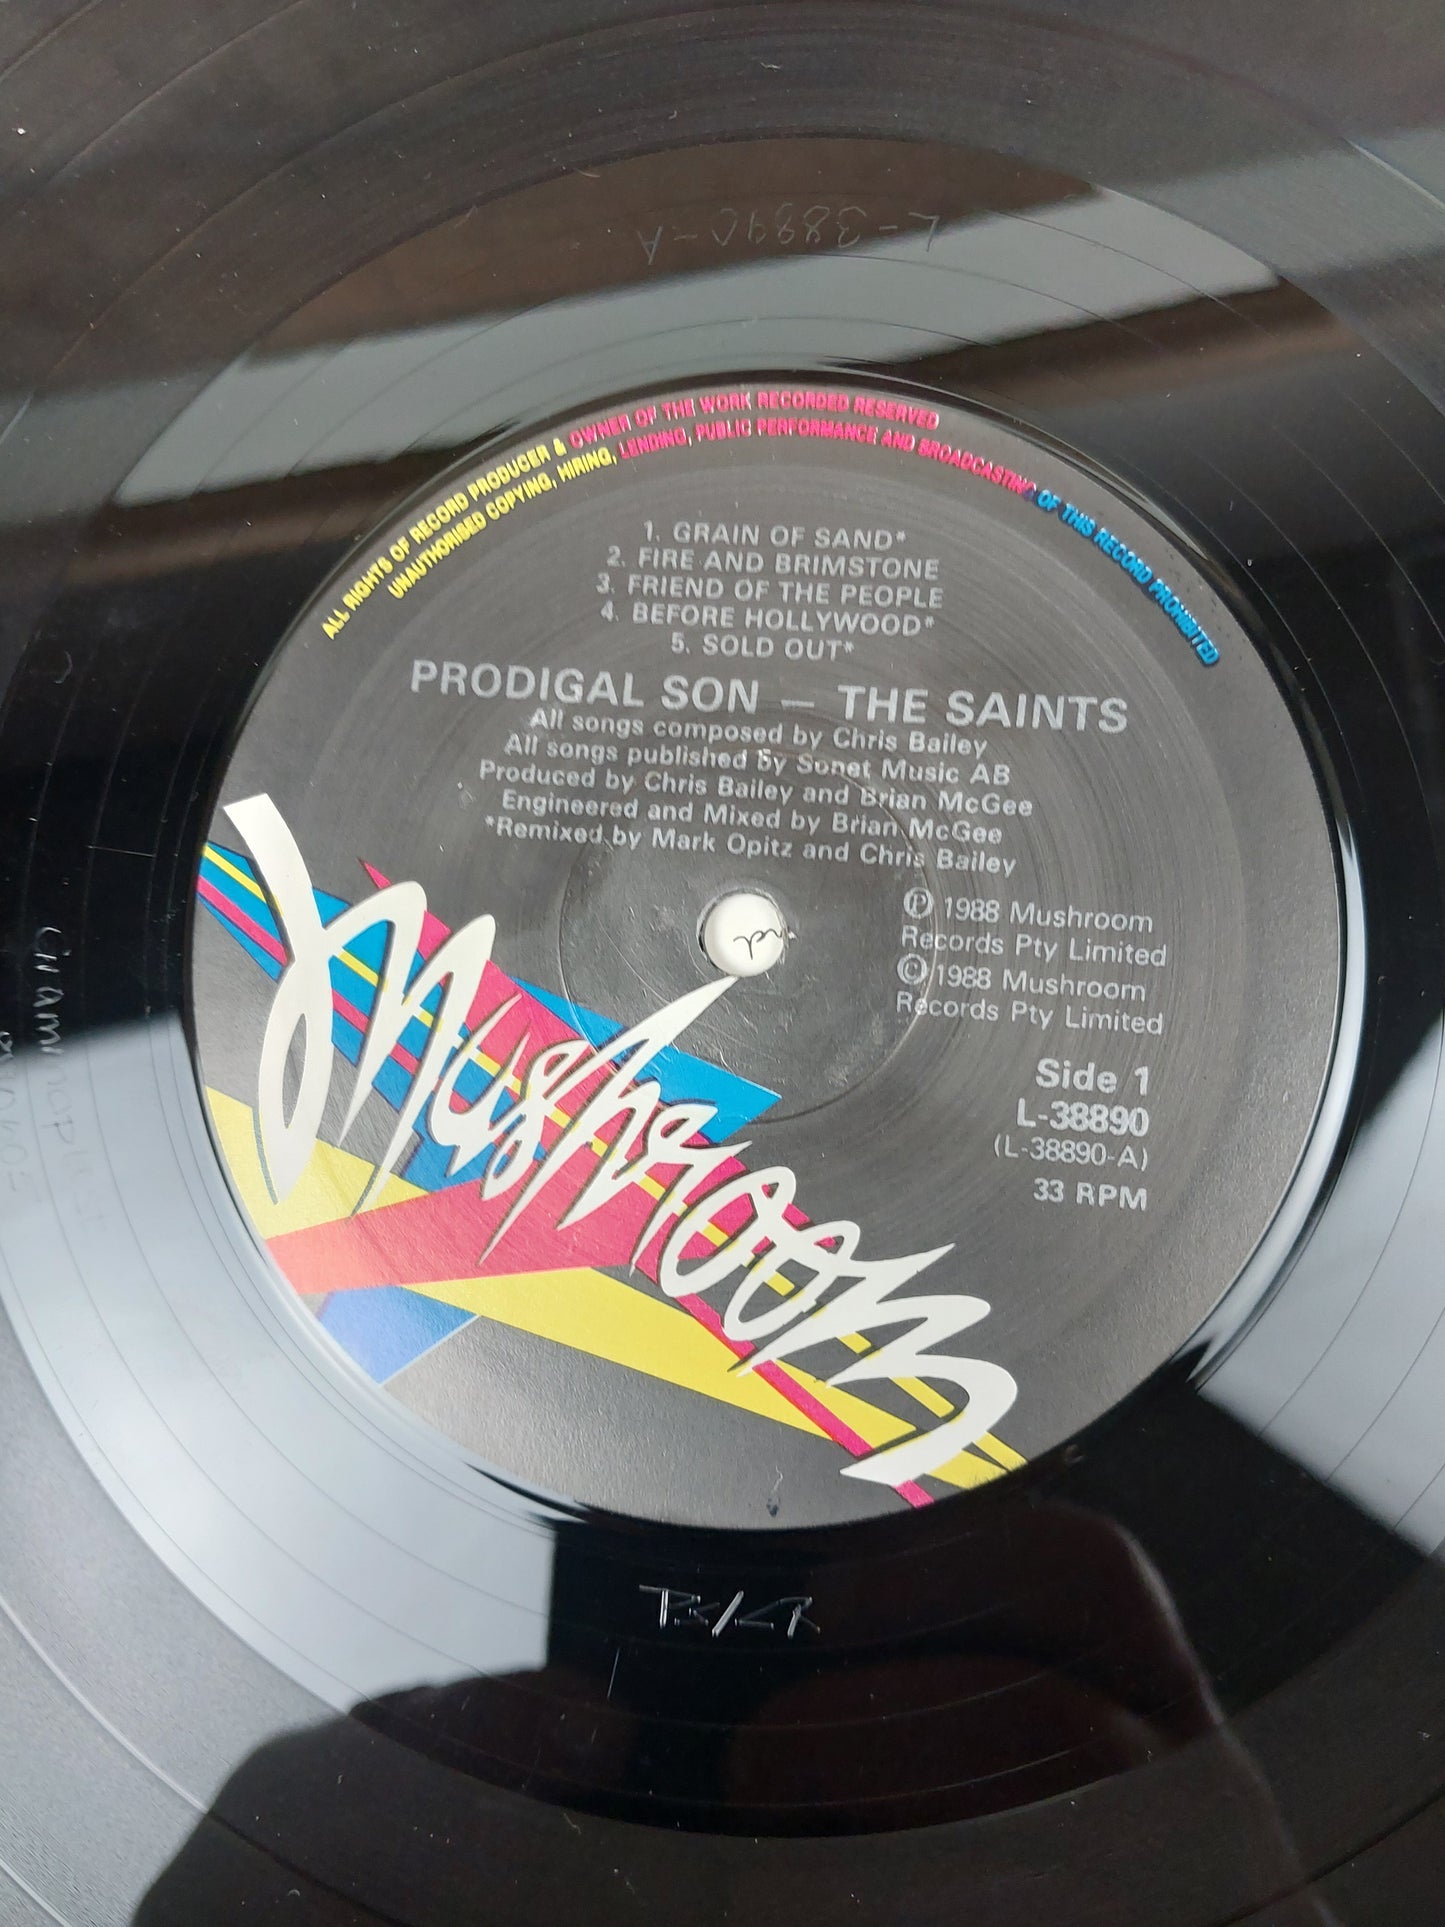 L-38890-A
ALL RIGHTS OF RECORD PRODUCER & OWNER OF THE WORK RECORDED RESERVED
UNAUTHORISED COPYING, HIRING, LENDING, PUBLIC PERFORMANCE AND BROADCASTING OF THIS RECORD PROHIBITED
1. GRAIN OF SAND*
2. FIRE AND BRIMSTONE
3. FRIEND OF THE PEOPLE
4. BEFORE HOLLYWOOD*
5. SOLD OUT*
PRODIGAL SON — THE SAINTS
All songs composed by Chris Bailey
All songs published by Sonet Music AB
Produced by Chris Bailey and Brian McGee
Engineered and Mixed by Brian McGee
*Remixed by Mark Opitz and Chris Bailey
Ⓟ 1988 Mushroom
Records Pty Limited
© 1988 Mushroom
Records Pty Limited
Side 1
L-38890
(L-38890-A)
33 RPM
Mushroom